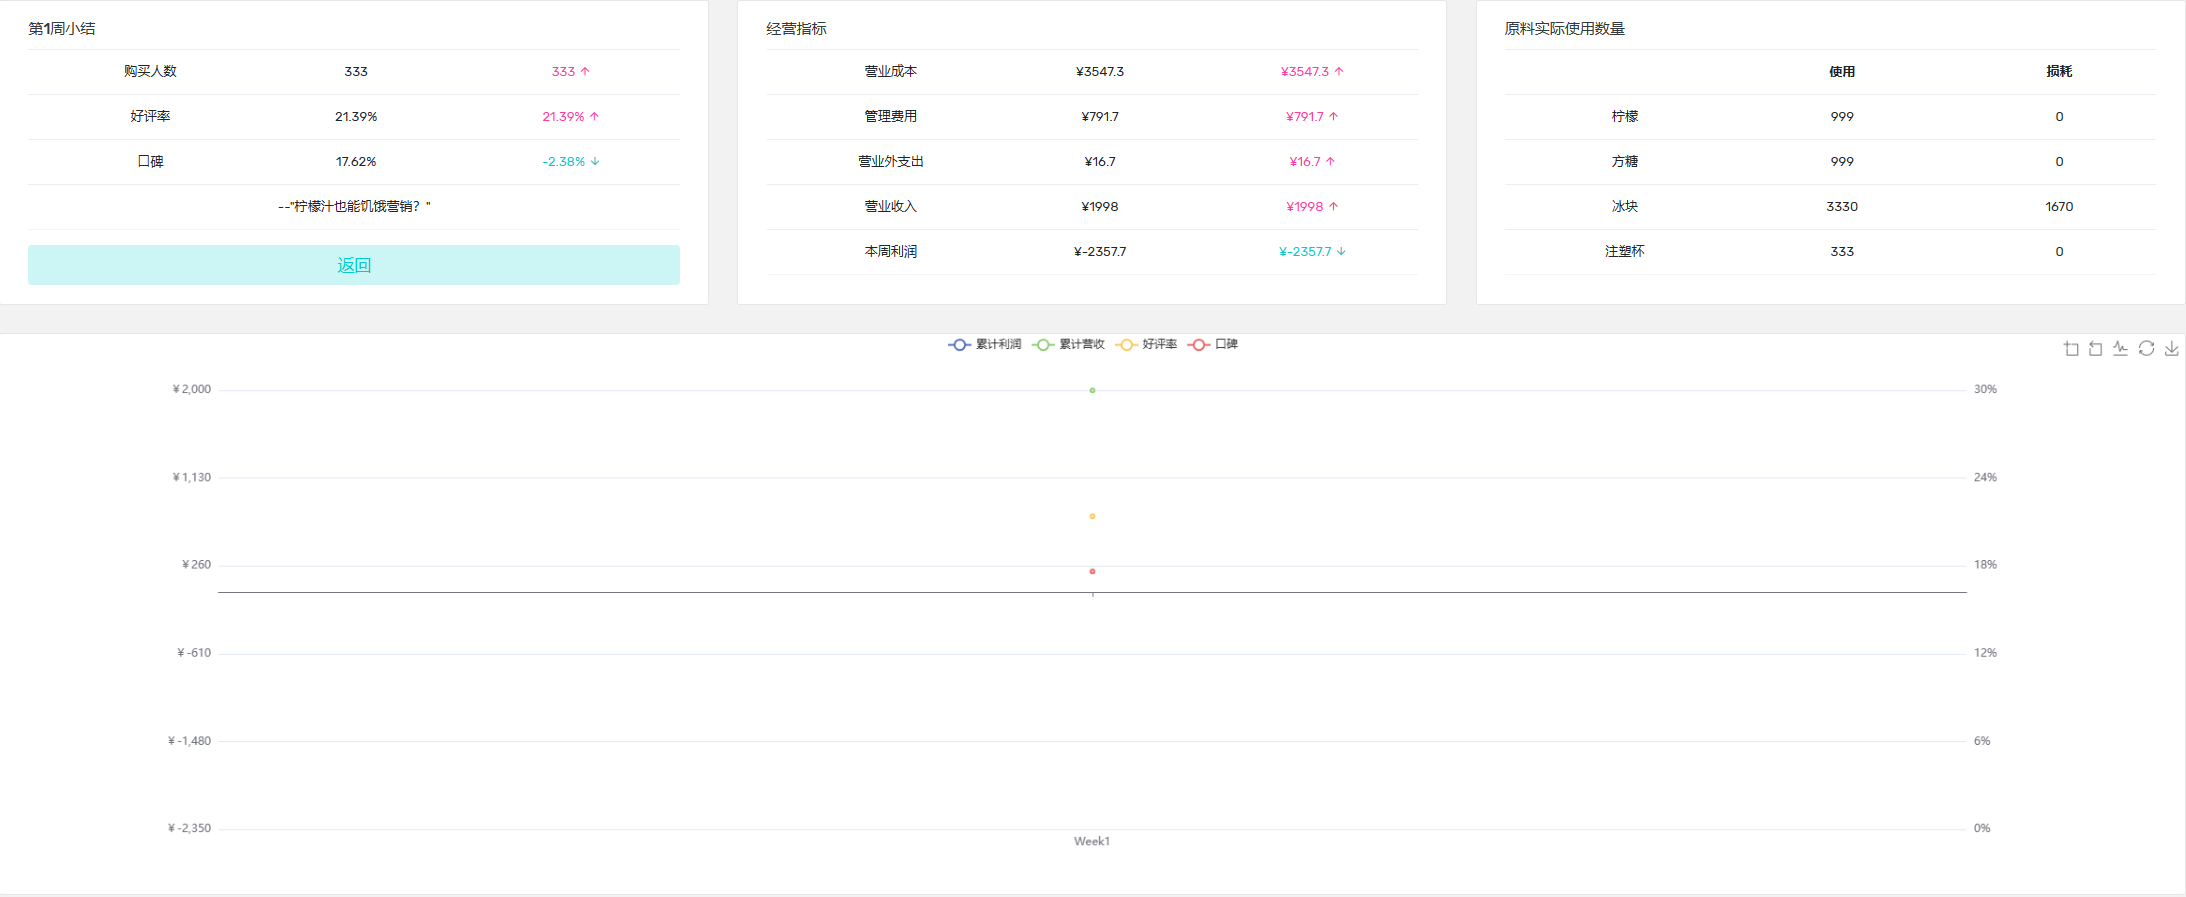 第1周小结
购买人数 333 333 ↑
好评率 21.39% 21.39% ↑
口碑 17.62% -2.38% ↓
--"柠檬汁也能饥饿营销？"
返回
经营指标
营业成本 ¥3547.3 ¥3547.3 ↑
管理费用 ¥791.7 ¥791.7 ↑
营业外支出 ¥16.7 ¥16.7 ↑
营业收入 ¥1998 ¥1998 ↑
本周利润 ¥-2357.7 ¥-2357.7 ↓
原料实际使用数量
使用 损耗
柠檬 999 0
方糖 999 0
冰块 3330 1670
注塑杯 333 0
累计利润 累计营收 好评率 口碑
¥ 2,000 30%
¥ 1,130 24%
¥ 260 18%
¥ -610 12%
¥ -1,480 6%
¥ -2,350 0%
Week1